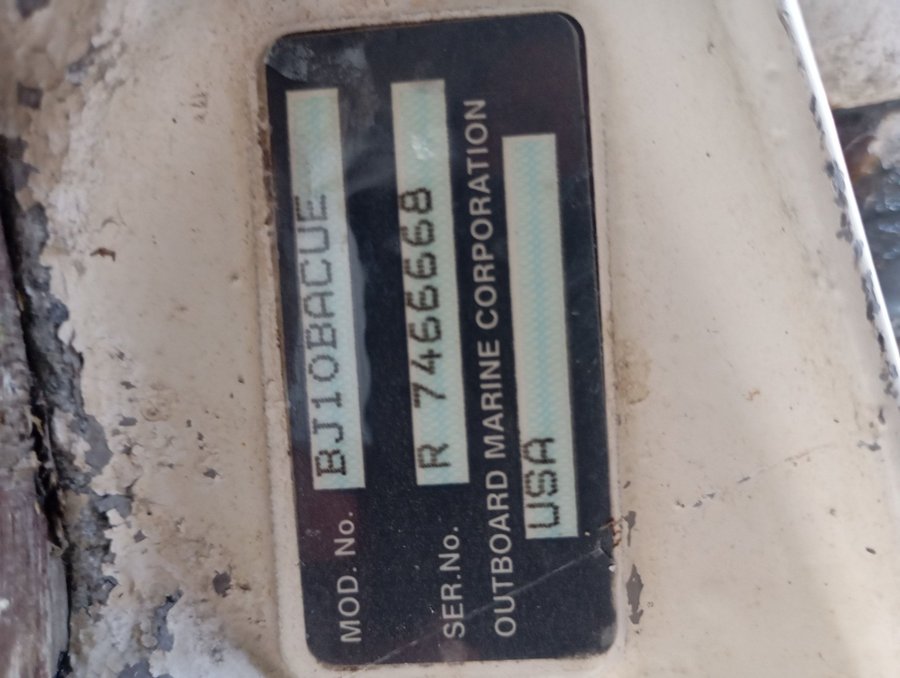 MOD. No. BJ10BACUE
SER.No. R 7466668
OUTBOARD MARINE CORPORATION
USA